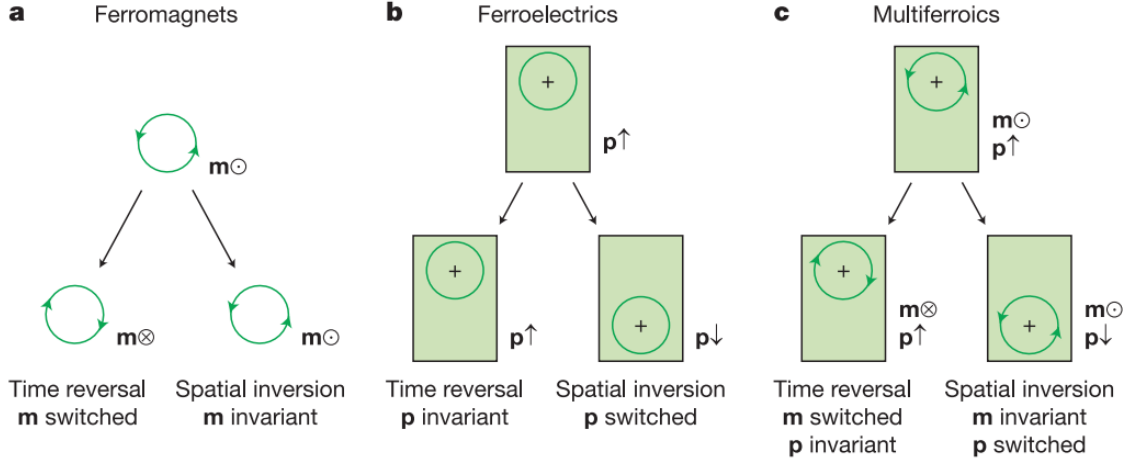 a Ferromagnets
m⊙
m⊗
m⊙
Time reversal
m switched
Spatial inversion
m invariant
b Ferroelectrics
+
p↑
+
p↑
+
p↓
Time reversal
p invariant
Spatial inversion
p switched
c Multiferroics
+
m⊙
p↑
+
m⊗
p↑
+
m⊙
p↓
Time reversal
m switched
p invariant
Spatial inversion
m invariant
p switched